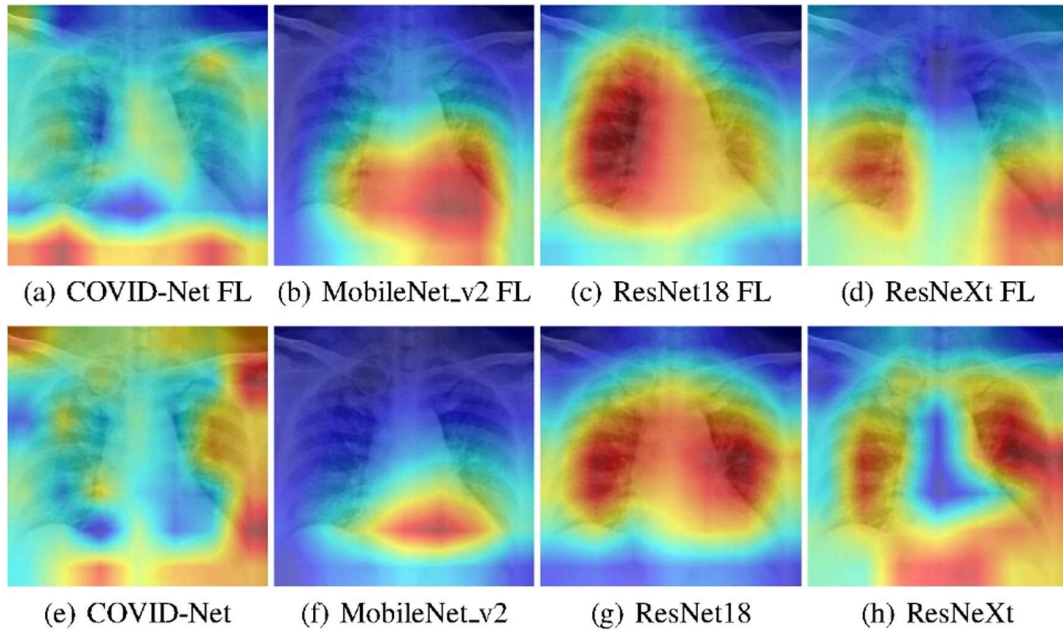 (a) COVID-Net FL (b) MobileNet_v2 FL (c) ResNet18 FL (d) ResNeXt FL
(e) COVID-Net (f) MobileNet_v2 (g) ResNet18 (h) ResNeXt